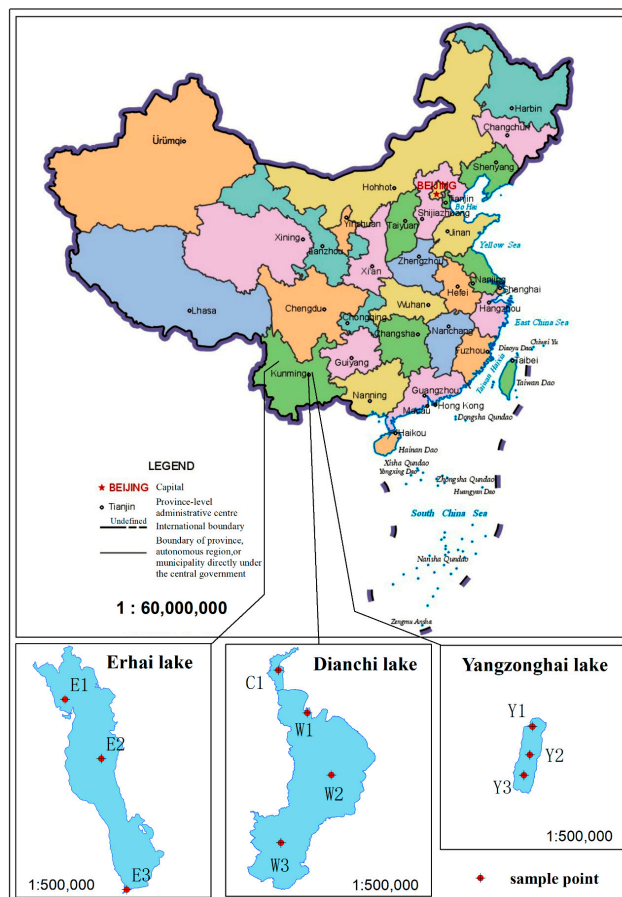 Harbin
Changchun
Ürümqi
Shenyang
Hohhot
BEIJING
Tianjin
Bo Hai
Yinchuan
Shijiazhuang
Taiyuan
Jinan
Xining
Lanzhou
Yellow Sea
Zhengzhou
Xi'an
Nanjing
Hefei
Shanghai
Lhasa
Chengdu
Wuhan
Hangzhou
Chongqing
East China Sea
Nanchang
Changsha
Diaoyu Dao
Chiwei Yu
Fuzhou
Guiyang
Taibei
Taiwan Haixia
Kunming
Taiwan Dao
Nanning
Guangzhou
Hong Kong
Macau
Dongsha Qundao
Haikou
Hainan Dao
Xisha Qundao
Yongxing Dao
Zhongsha Qundao
Huangyan Dao
South China Sea
Nansha Qundao
Zengmu Ansha
LEGEND
BEIJING Capital
Tianjin Province-level
administrative centre
Undefined International boundary
Boundary of province,
autonomous region,or
municipality directly under
the central government
1 : 60,000,000
Erhai lake
E1
E2
E3
1:500,000
Dianchi lake
C1
W1
W2
W3
1:500,000
Yangzonghai lake
Y1
Y2
Y3
1:500,000
sample point